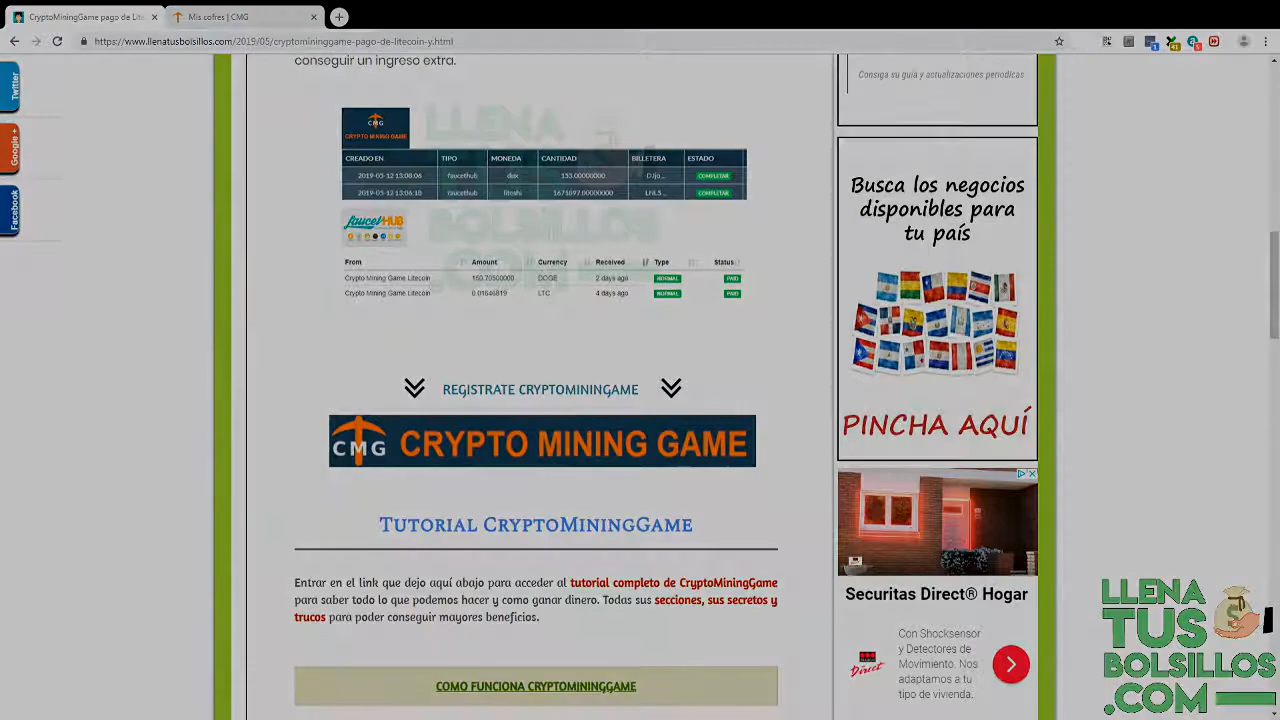 CryptoMiningGame pago de Lite
Mis cofres | CMG
https://www.llenatusbolsillos.com/2019/05/cryptomininggame-pago-de-litecoin-y.html
Twitter
Google +
Facebook
conseguir un ingreso extra.
CMG
CRYPTO MINING GAME
CREADO EN TIPO MONEDA CANTIDAD BILLETERA ESTADO
2019-05-12 13:08:06 faucethub COMPLETAR
2019-05-12 13:06:18 faucethub litoshi COMPLETAR
FaucetHUB
From Amount Currency Received Type Status
Crypto Mining Game Litecoin 150.70500000 DOGE 2 days ago NORMAL PAID
Crypto Mining Game Litecoin 0.01646819 LTC 4 days ago NORMAL PAID
LLENA
BOLSILLOS
REGISTRATE CRYPTOMININGAME
CMG CRYPTO MINING GAME
Tutorial CryptoMiningGame
Entrar en el link que dejo aquí abajo para acceder al tutorial completo de CryptoMiningGame
para saber todo lo que podemos hacer y como ganar dinero. Todas sus secciones, sus secretos y
trucos para poder conseguir mayores beneficios.
COMO FUNCIONA CRYPTOMININGGAME
Consiga su guía y actualizaciones periodicas
Busca los negocios
disponibles para
tu país
PINCHA AQUÍ
Securitas Direct® Hogar
Direct
Con Shocksensor
y Detectores de
Movimiento. Nos
adaptamos a tu
tipo de vivienda.
LLENA
TUS
BOLSILLOS
.COM